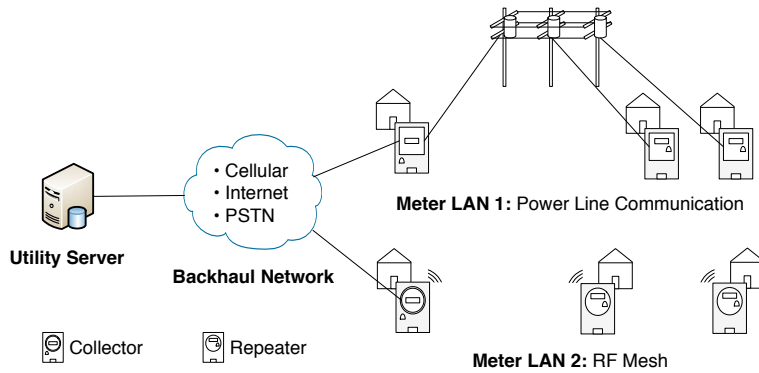 • Cellular
• Internet
• PSTN
Meter LAN 1: Power Line Communication
Utility Server
Backhaul Network
Collector
Repeater
Meter LAN 2: RF Mesh